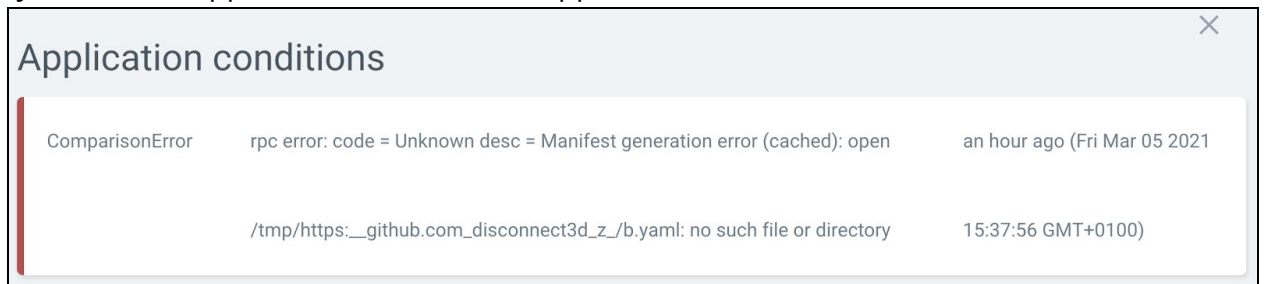 Application conditions
ComparisonError rpc error: code = Unknown desc = Manifest generation error (cached): open an hour ago (Fri Mar 05 2021
/tmp/https:__github.com_disconnect3d_z_/b.yaml: no such file or directory 15:37:56 GMT+0100)